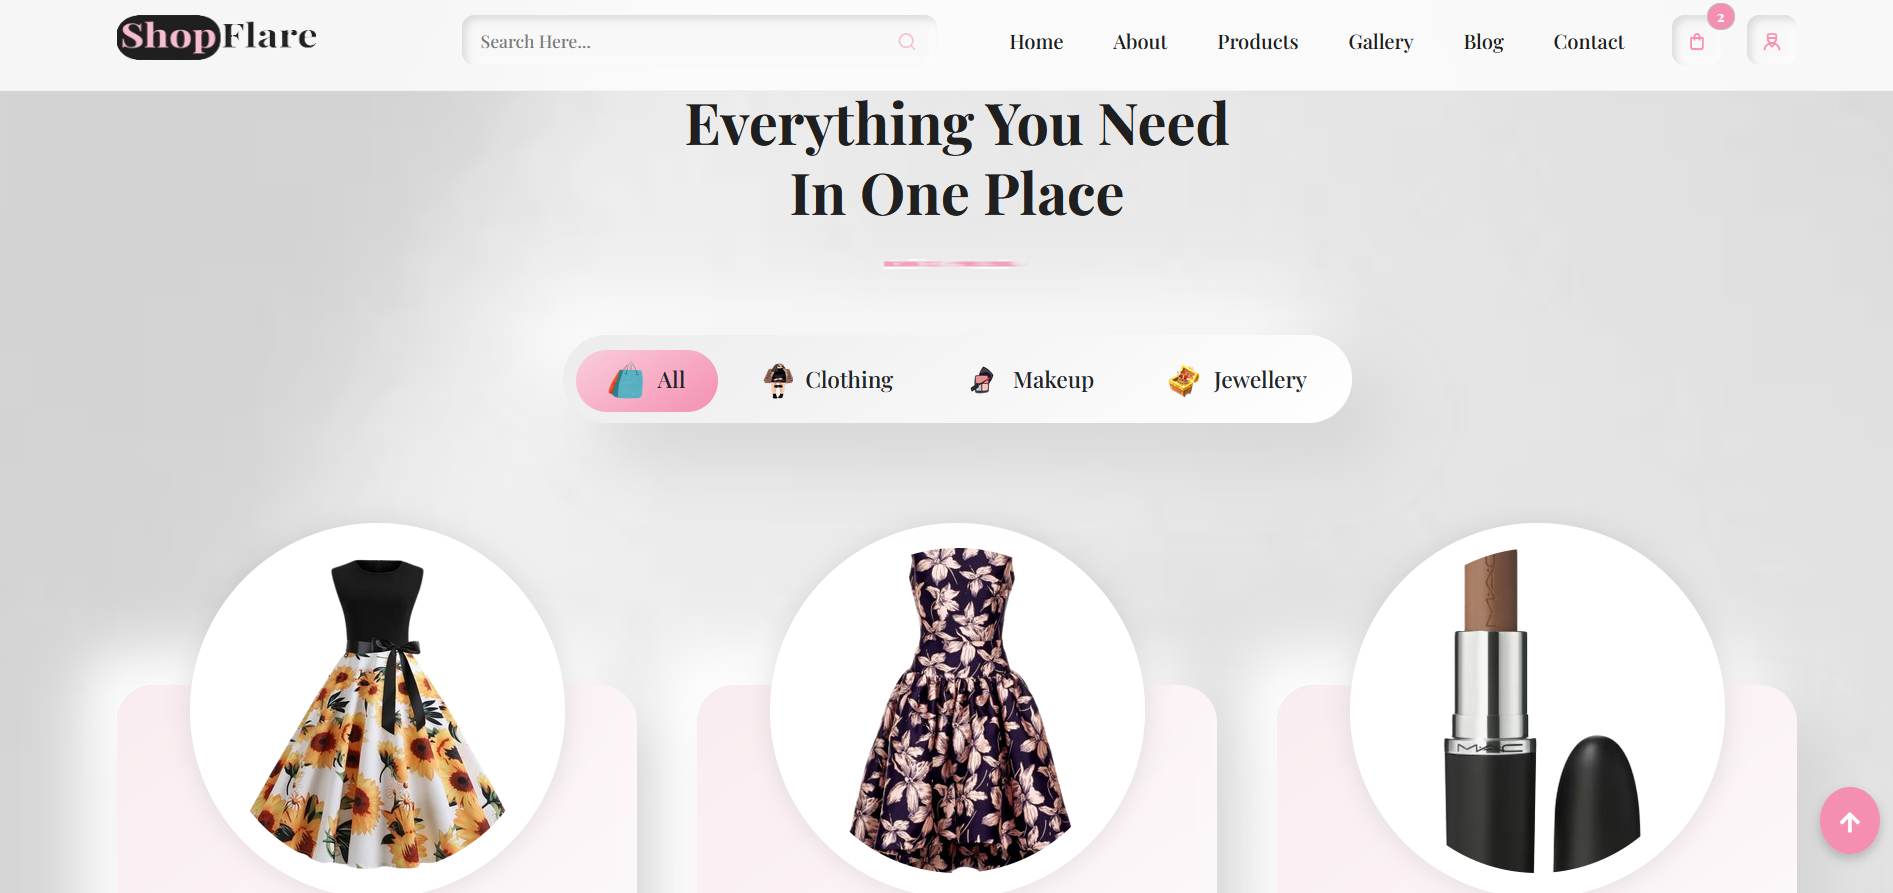 ShopFlare
Search Here...
Home
About
Products
Gallery
Blog
Contact
2
Everything You Need
In One Place
All
Clothing
Makeup
Jewellery
M·A·C
M·A·C